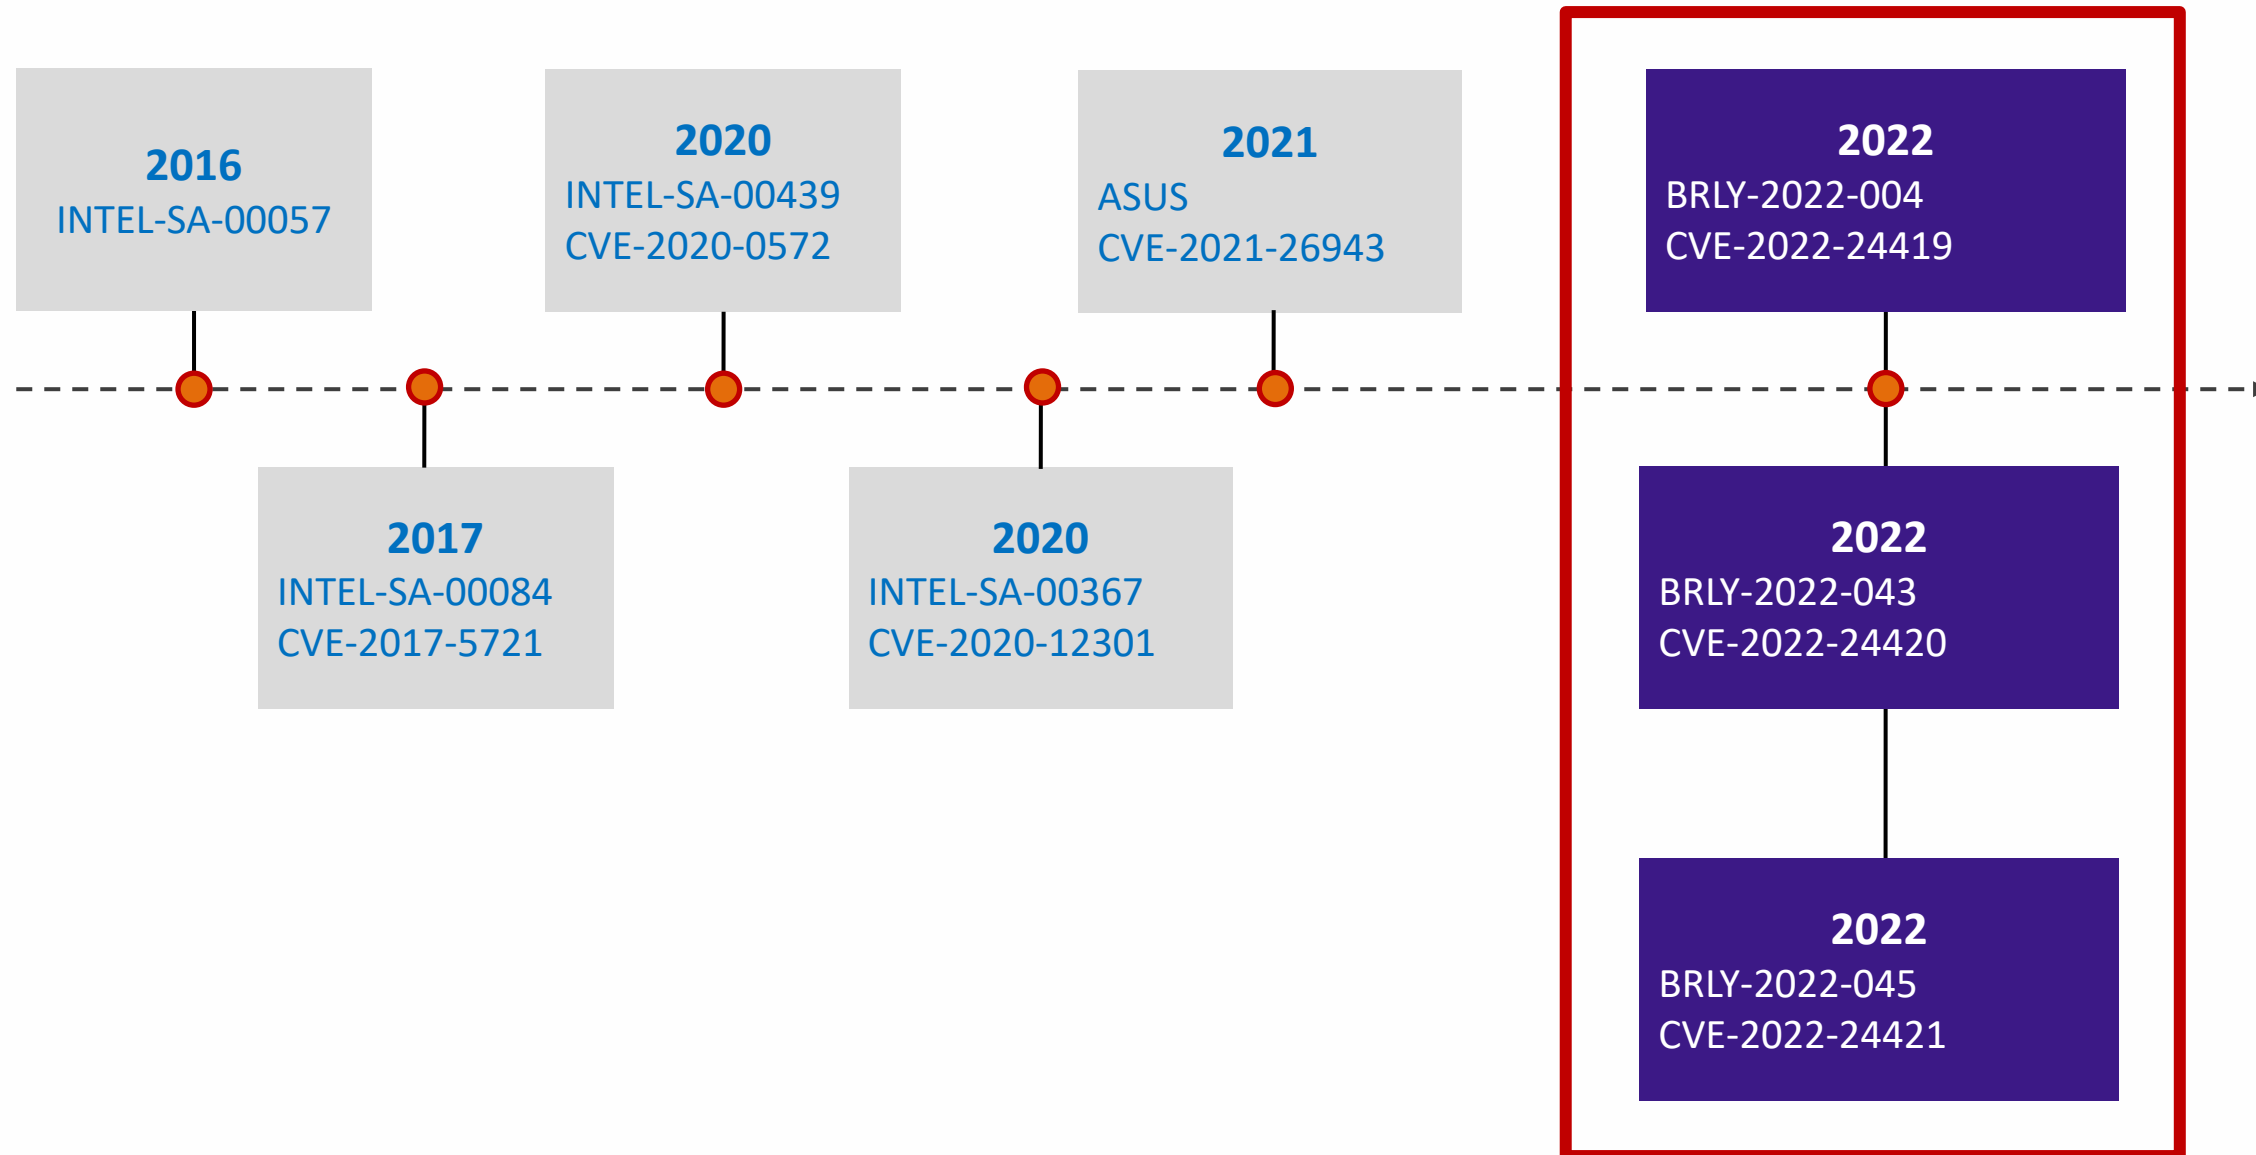 2016
INTEL-SA-00057
2020
INTEL-SA-00439
CVE-2020-0572
2021
ASUS
CVE-2021-26943
2022
BRLY-2022-004
CVE-2022-24419
2017
INTEL-SA-00084
CVE-2017-5721
2020
INTEL-SA-00367
CVE-2020-12301
2022
BRLY-2022-043
CVE-2022-24420
2022
BRLY-2022-045
CVE-2022-24421